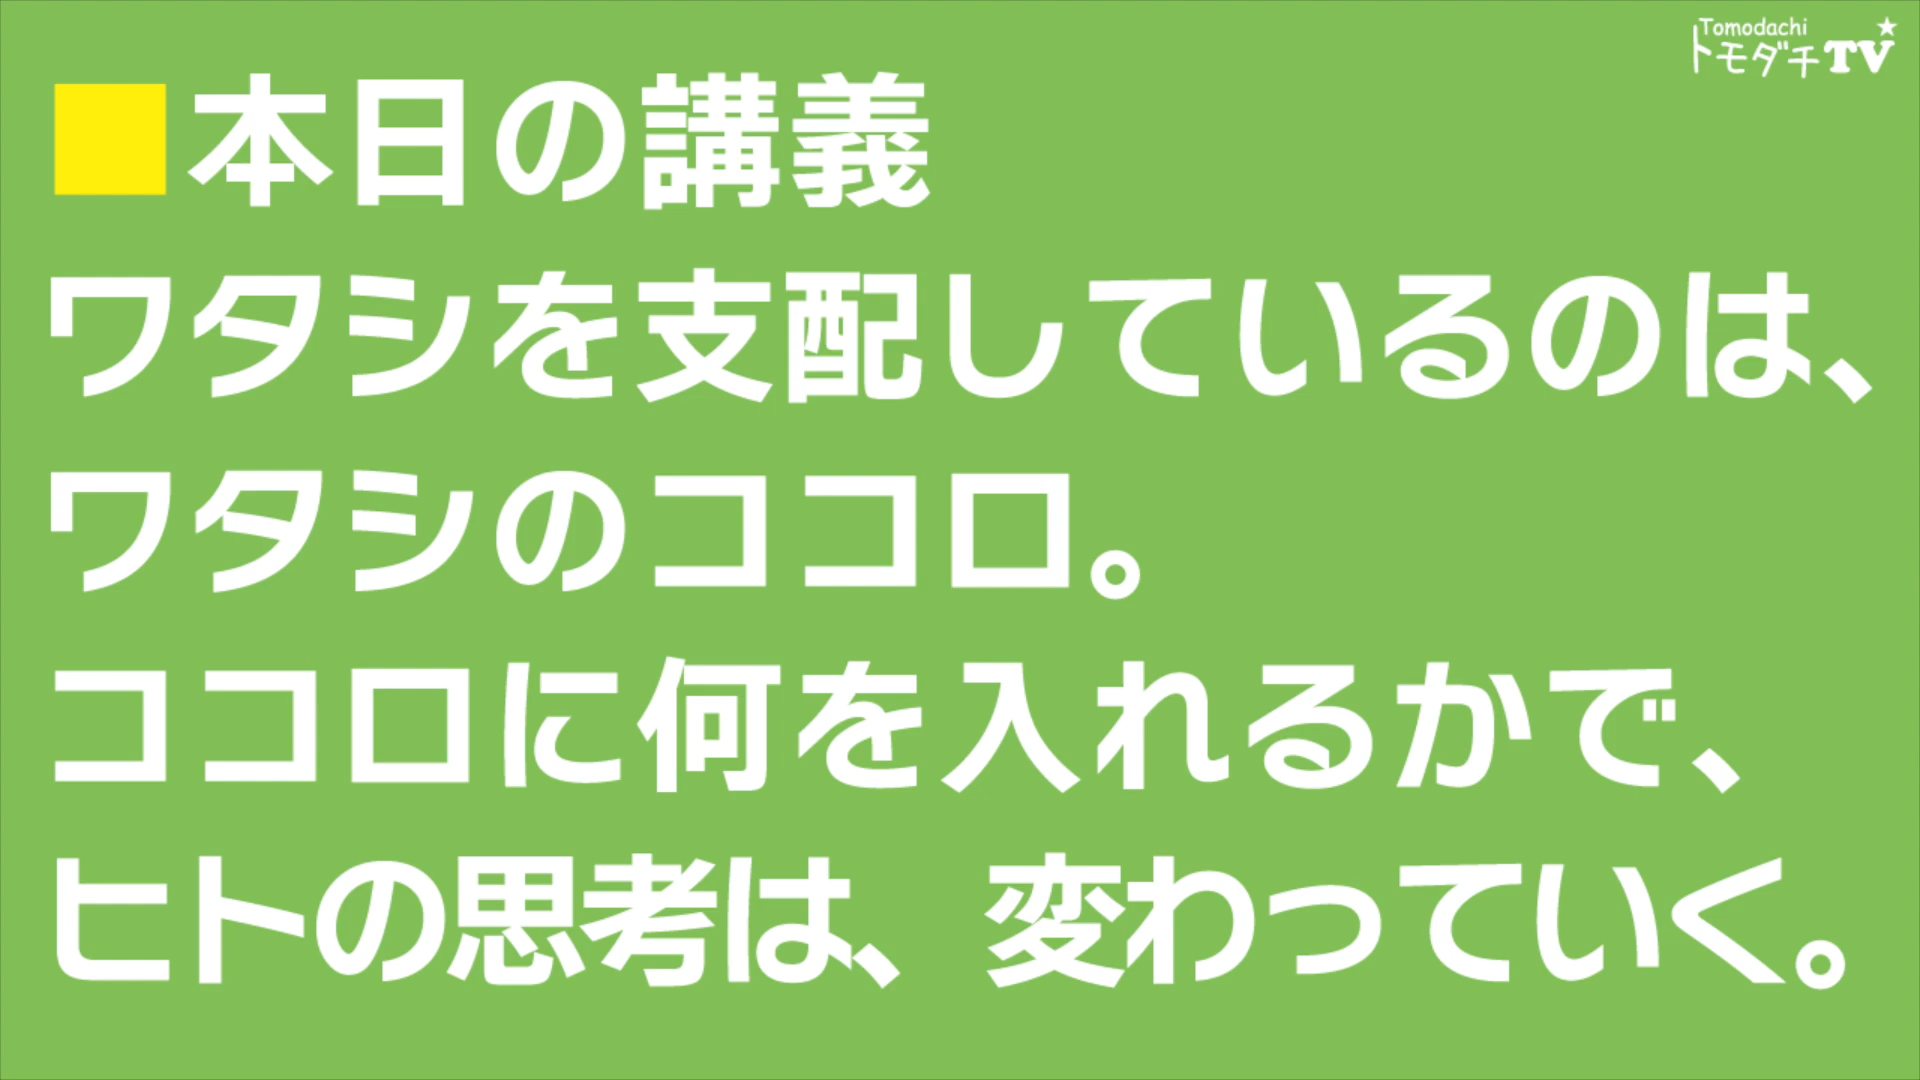 Tomodachi
トモダチTV
■本日の講義
ワタシを支配しているのは、
ワタシのココロ。
ココロに何を入れるかで、
ヒトの思考は、変わっていく。